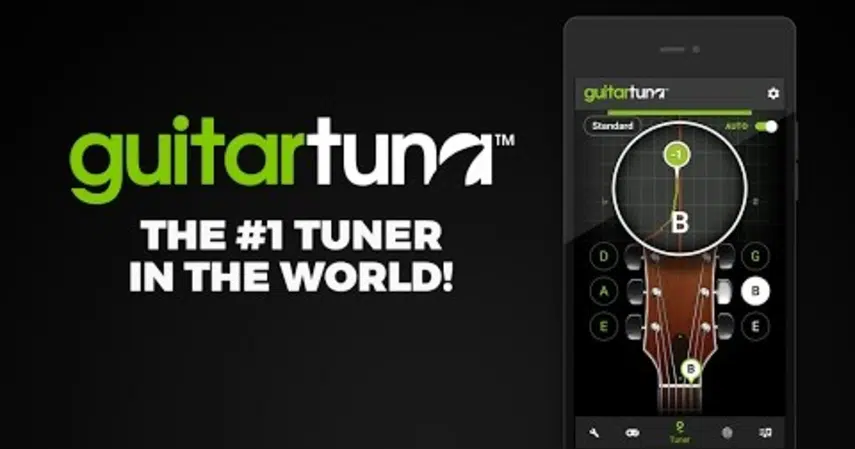 guitartuna™
THE #1 TUNER
IN THE WORLD!
guitartuna
Standard
AUTO
-1
B
D
G
A
B
E
E
B
Tuner